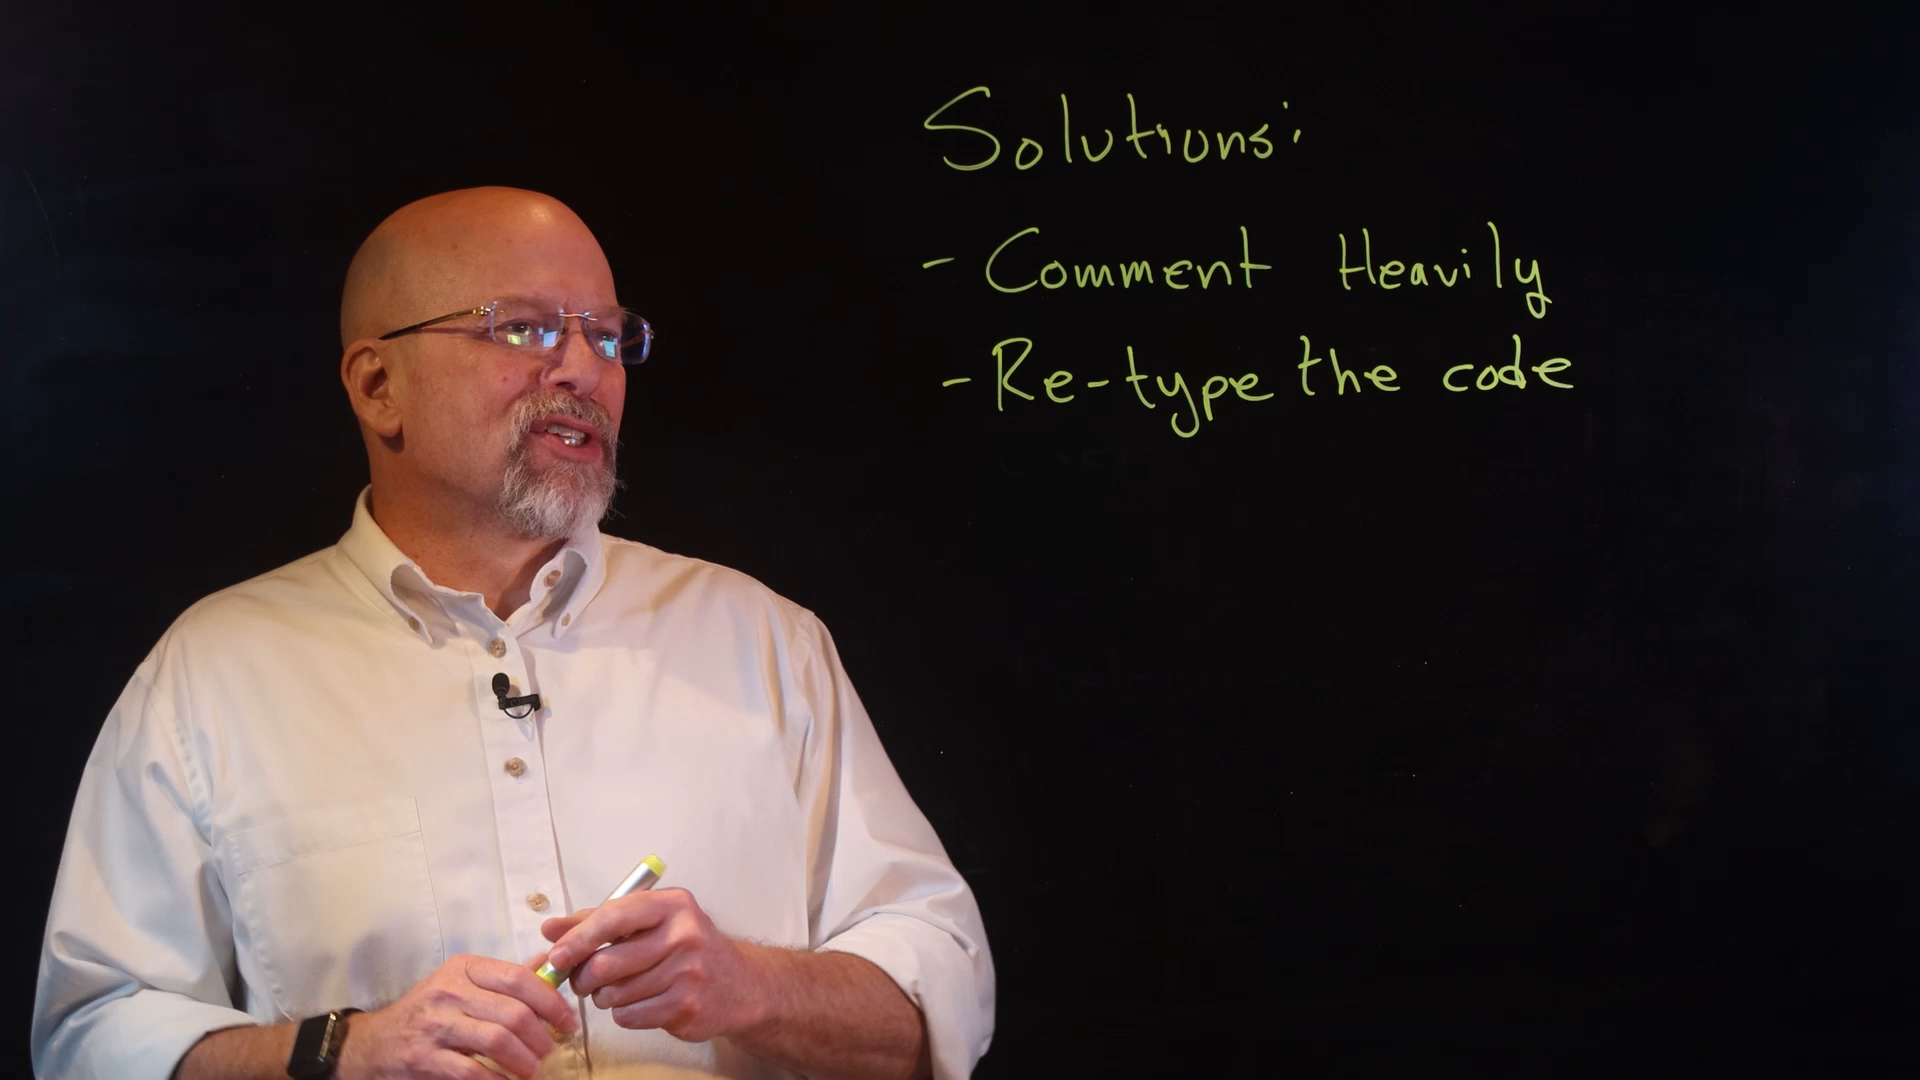 Solutions:
- Comment Heavily
- Re-type the code